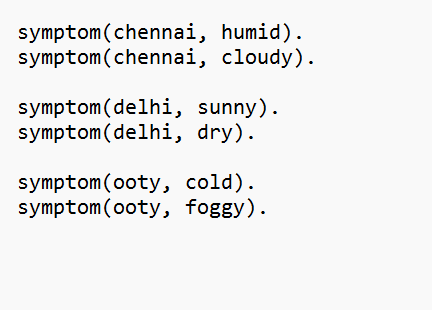 symptom(chennai, humid).
symptom(chennai, cloudy).
symptom(delhi, sunny).
symptom(delhi, dry).
symptom(ooty, cold).
symptom(ooty, foggy).